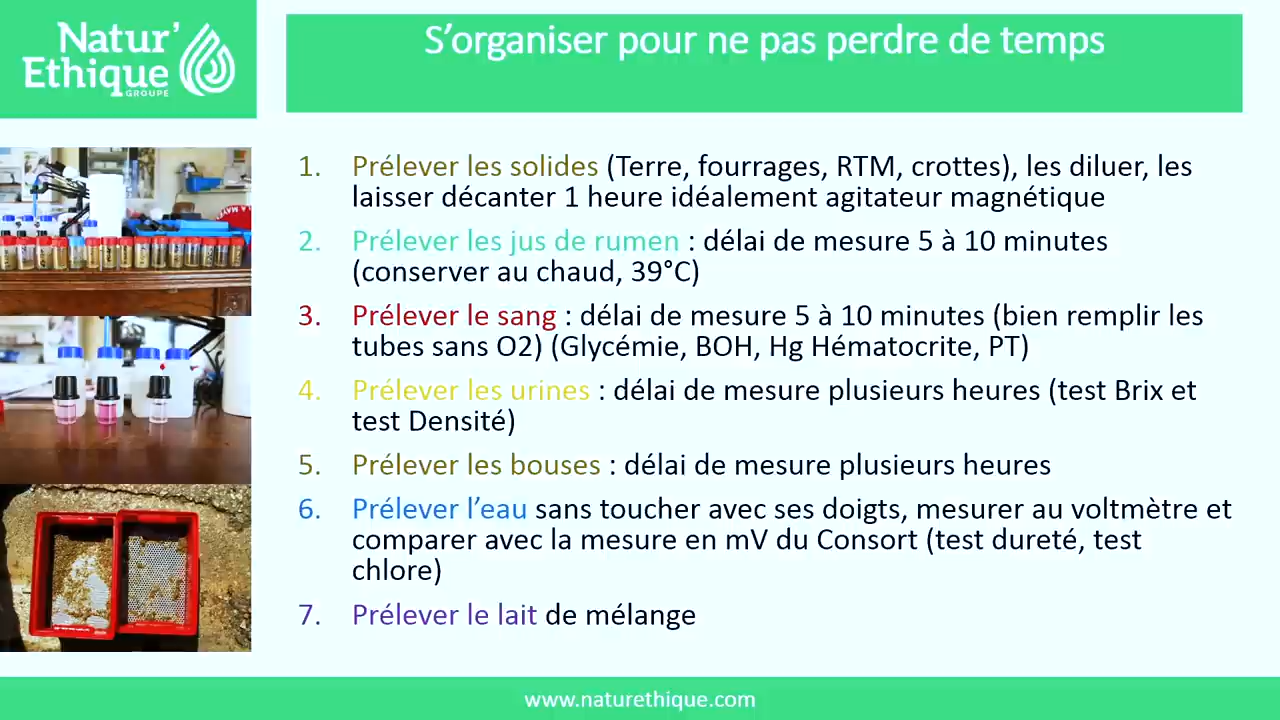 Natur'
Ethique
GROUPE
S'organiser pour ne pas perdre de temps
1. Prélever les solides (Terre, fourrages, RTM, crottes), les diluer, les
laisser décanter 1 heure idéalement agitateur magnétique
2. Prélever les jus de rumen : délai de mesure 5 à 10 minutes
(conserver au chaud, 39°C)
3. Prélever le sang : délai de mesure 5 à 10 minutes (bien remplir les
tubes sans O2) (Glycémie, BOH, Hg Hématocrite, PT)
4. Prélever les urines : délai de mesure plusieurs heures (test Brix et
test Densité)
5. Prélever les bouses : délai de mesure plusieurs heures
6. Prélever l'eau sans toucher avec ses doigts, mesurer au voltmètre et
comparer avec la mesure en mV du Consort (test dureté, test
chlore)
7. Prélever le lait de mélange
www.naturethique.com